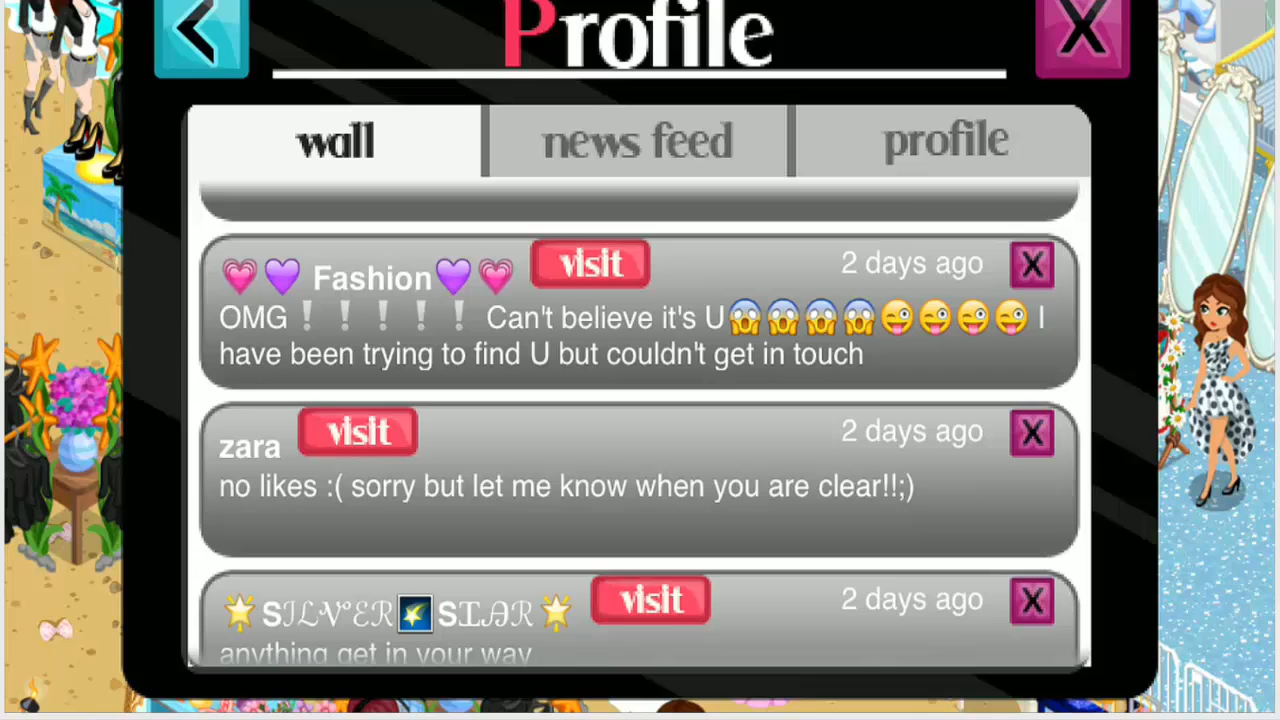 Profile
wall
news feed
profile
💗💜 Fashion💜💗 visit 2 days ago X
OMG❕❕❕❕❕ Can't believe it's U😱😱😱😱😜😜😜😜 I
have been trying to find U but couldn't get in touch
zara visit 2 days ago X
no likes :( sorry but let me know when you are clear!!;)
🌟Sℐℒ𝒱ℰℛ🌠Sℐ𝒜ℛ🌟 visit 2 days ago X
anything get in your way